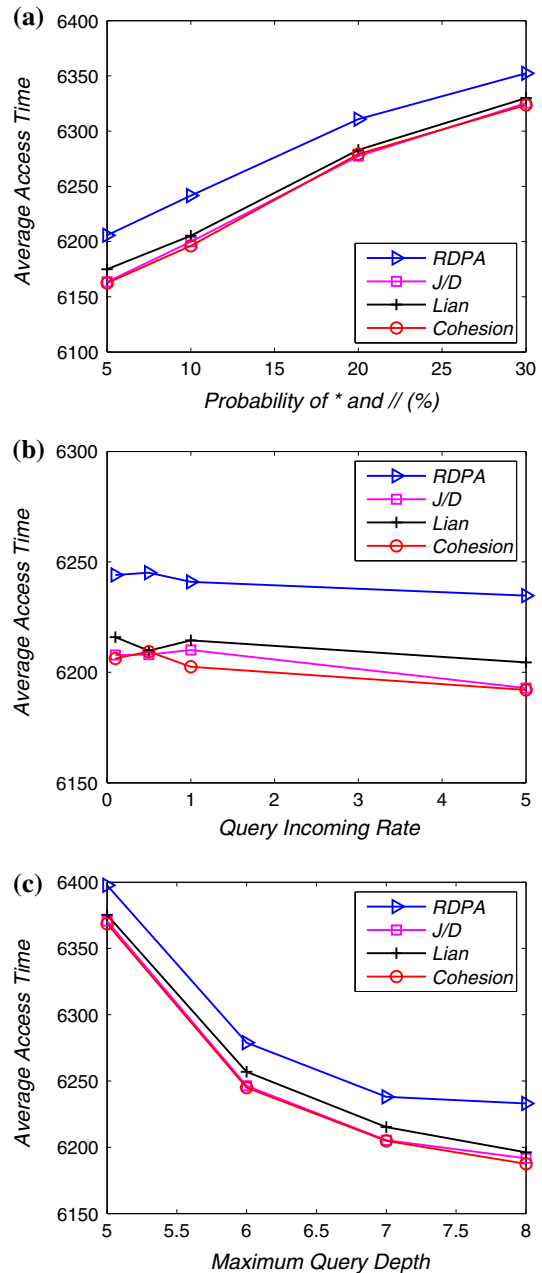 (a)
6400
6350
6300
6250
6200
6150
6100
Average Access Time
5 10 15 20 25 30
Probability of * and // (%)
RDPA
J/D
Lian
Cohesion
(b)
6300
6250
6200
6150
Average Access Time
0 1 2 3 4 5
Query Incoming Rate
RDPA
J/D
Lian
Cohesion
(c)
6400
6350
6300
6250
6200
6150
Average Access Time
5 5.5 6 6.5 7 7.5 8
Maximum Query Depth
RDPA
J/D
Lian
Cohesion